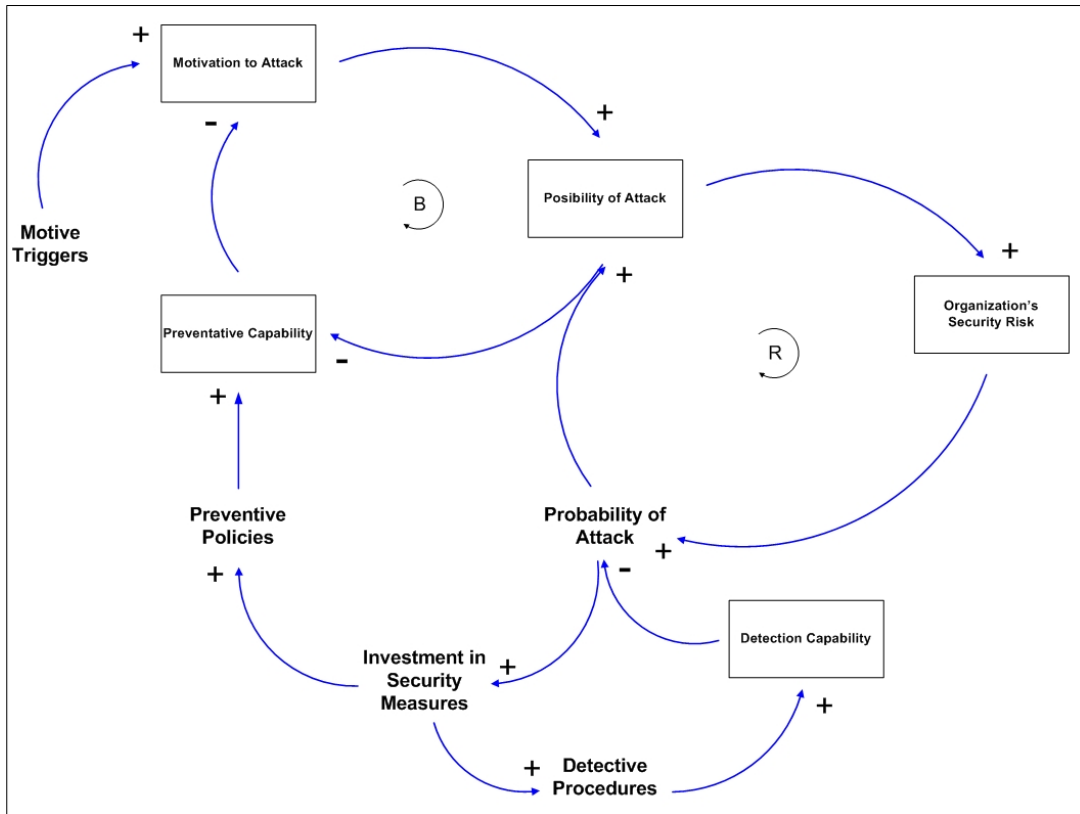 +
Motivation to Attack
-
+
Posibility of Attack
B
Motive
Triggers
+
+
Organization's
Security Risk
Preventative Capability
-
R
+
Preventive
Policies
Probability of
Attack
+
-
+
Detection Capability
Investment in
Security
Measures
+
+
+
Detective
Procedures